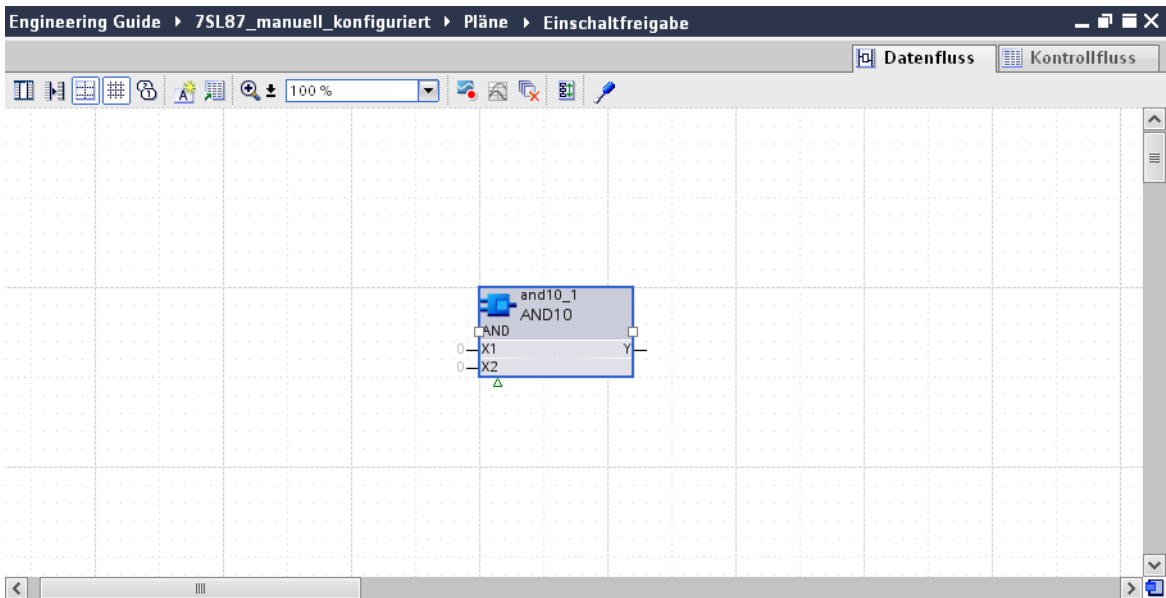 Engineering Guide ▸ 7SL87_manuell_konfiguriert ▸ Pläne ▸ Einschaltfreigabe
Datenfluss Kontrollfluss
100 %
and10_1
AND10
AND
0 X1 Y
0 X2